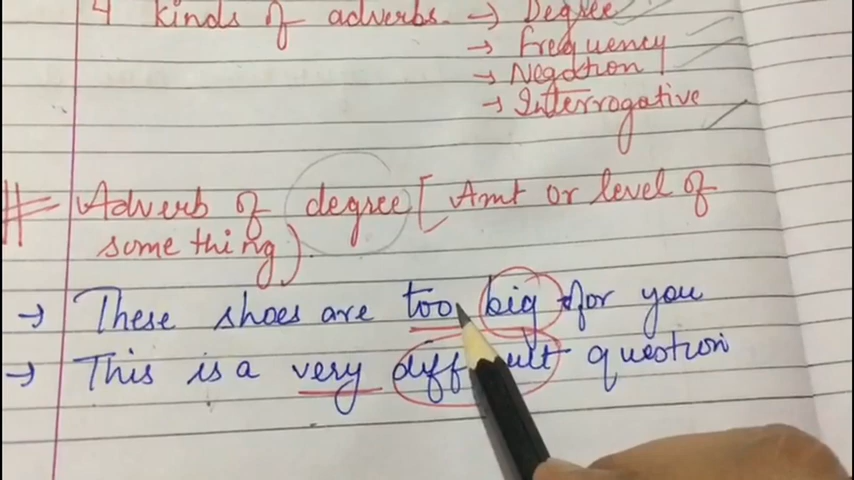 4 kinds of adverbs → Degree
→ Frequency
→ Negation
→ Interrogative
# Adverb of degree [Amt or level of
some thing)
→ These shoes are too big for you
→ This is a very difficult question